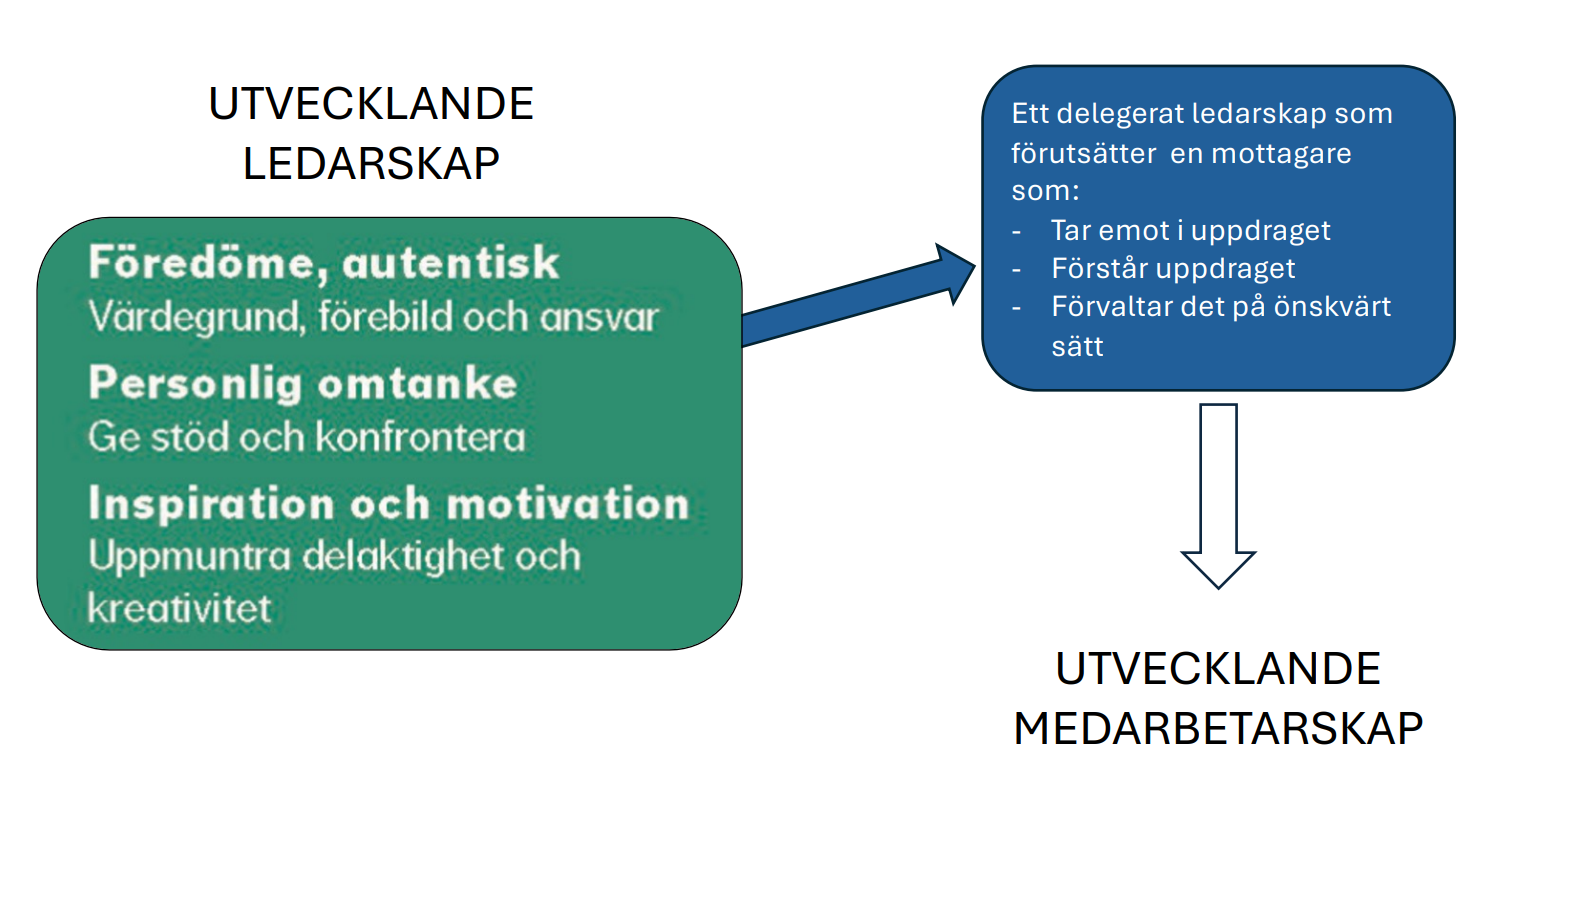 UTVECKLANDE
LEDARSKAP
Föredöme, autentisk
Värdegrund, förebild och ansvar
Personlig omtanke
Ge stöd och konfrontera
Inspiration och motivation
Uppmuntra delaktighet och
kreativitet
Ett delegerat ledarskap som
förutsätter en mottagare
som:
- Tar emot i uppdraget
- Förstår uppdraget
- Förvaltar det på önskvärt
sätt
UTVECKLANDE
MEDARBETARSKAP